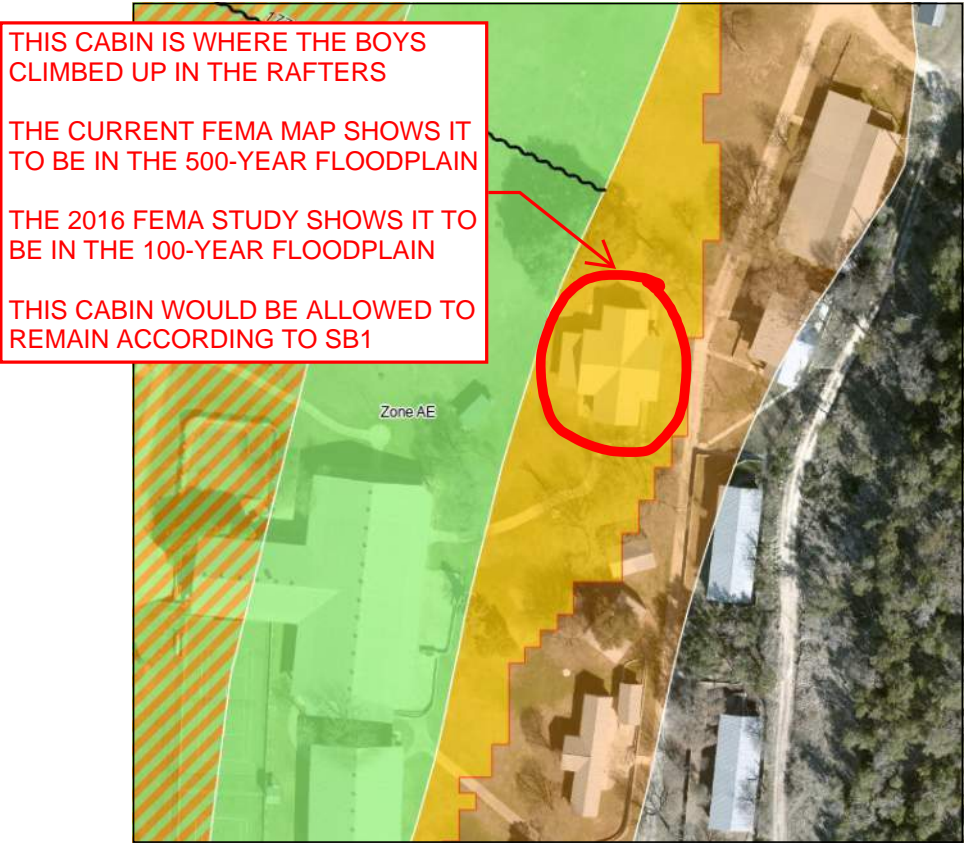 THIS CABIN IS WHERE THE BOYS
CLIMBED UP IN THE RAFTERS
THE CURRENT FEMA MAP SHOWS IT
TO BE IN THE 500-YEAR FLOODPLAIN
THE 2016 FEMA STUDY SHOWS IT TO
BE IN THE 100-YEAR FLOODPLAIN
THIS CABIN WOULD BE ALLOWED TO
REMAIN ACCORDING TO SB1
Zone AE